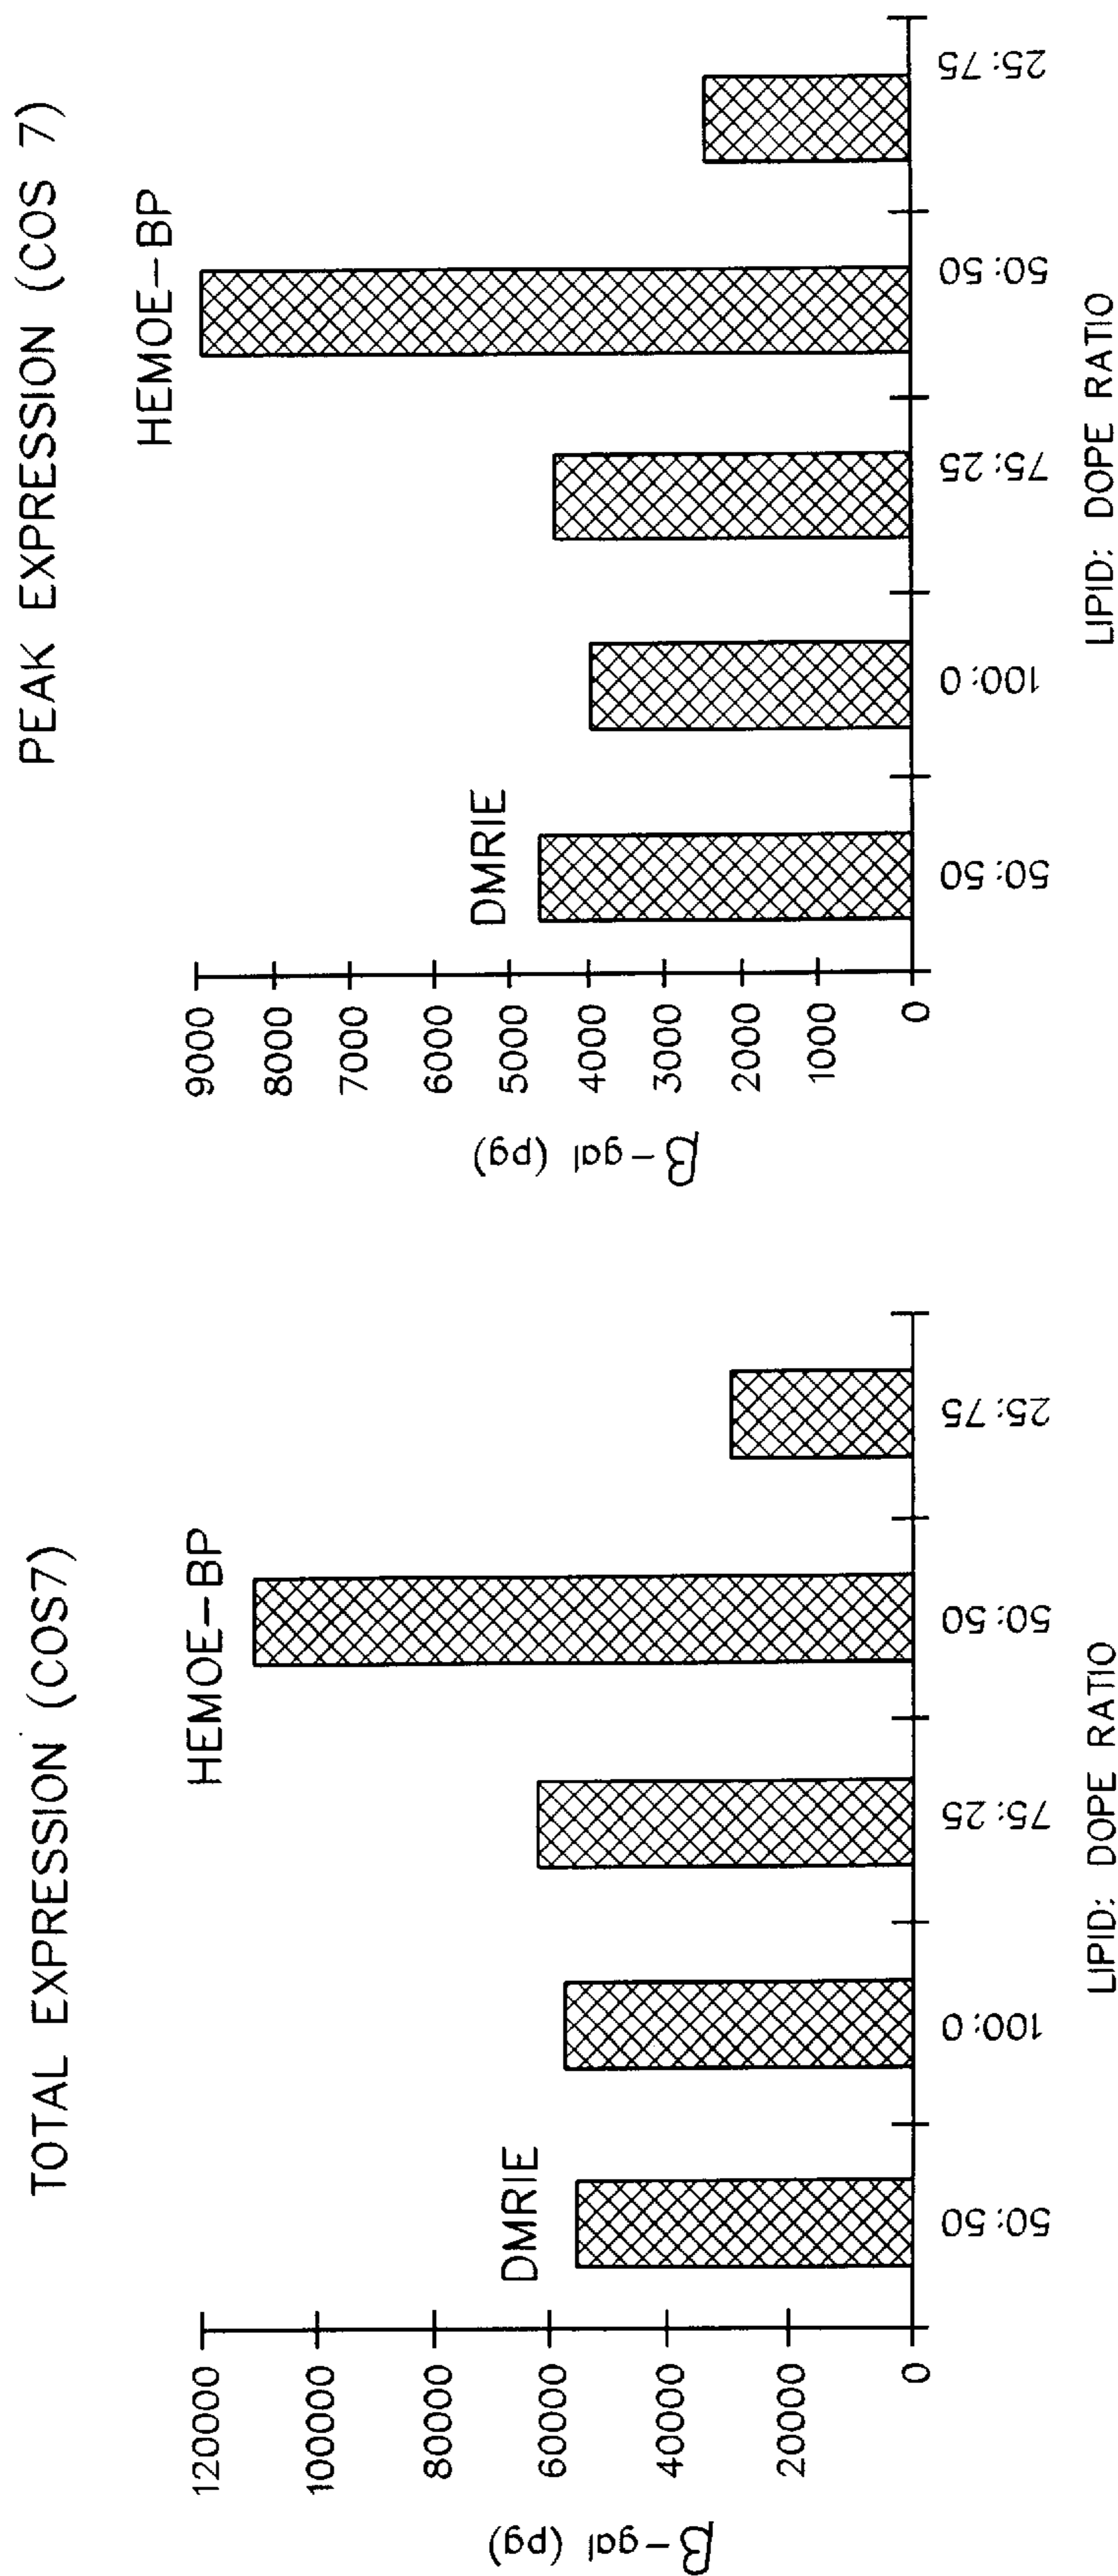 TOTAL EXPRESSION (COS7)
β-gal (pg)
120000
100000
80000
60000
40000
20000
0
DMRIE
HEMOE-BP
50:50
100:0
75:25
50:50
25:75
LIPID: DOPE RATIO
PEAK EXPRESSION (COS 7)
β-gal (pg)
9000
8000
7000
6000
5000
4000
3000
2000
1000
0
DMRIE
HEMOE-BP
50:50
100:0
75:25
50:50
25:75
LIPID: DOPE RATIO